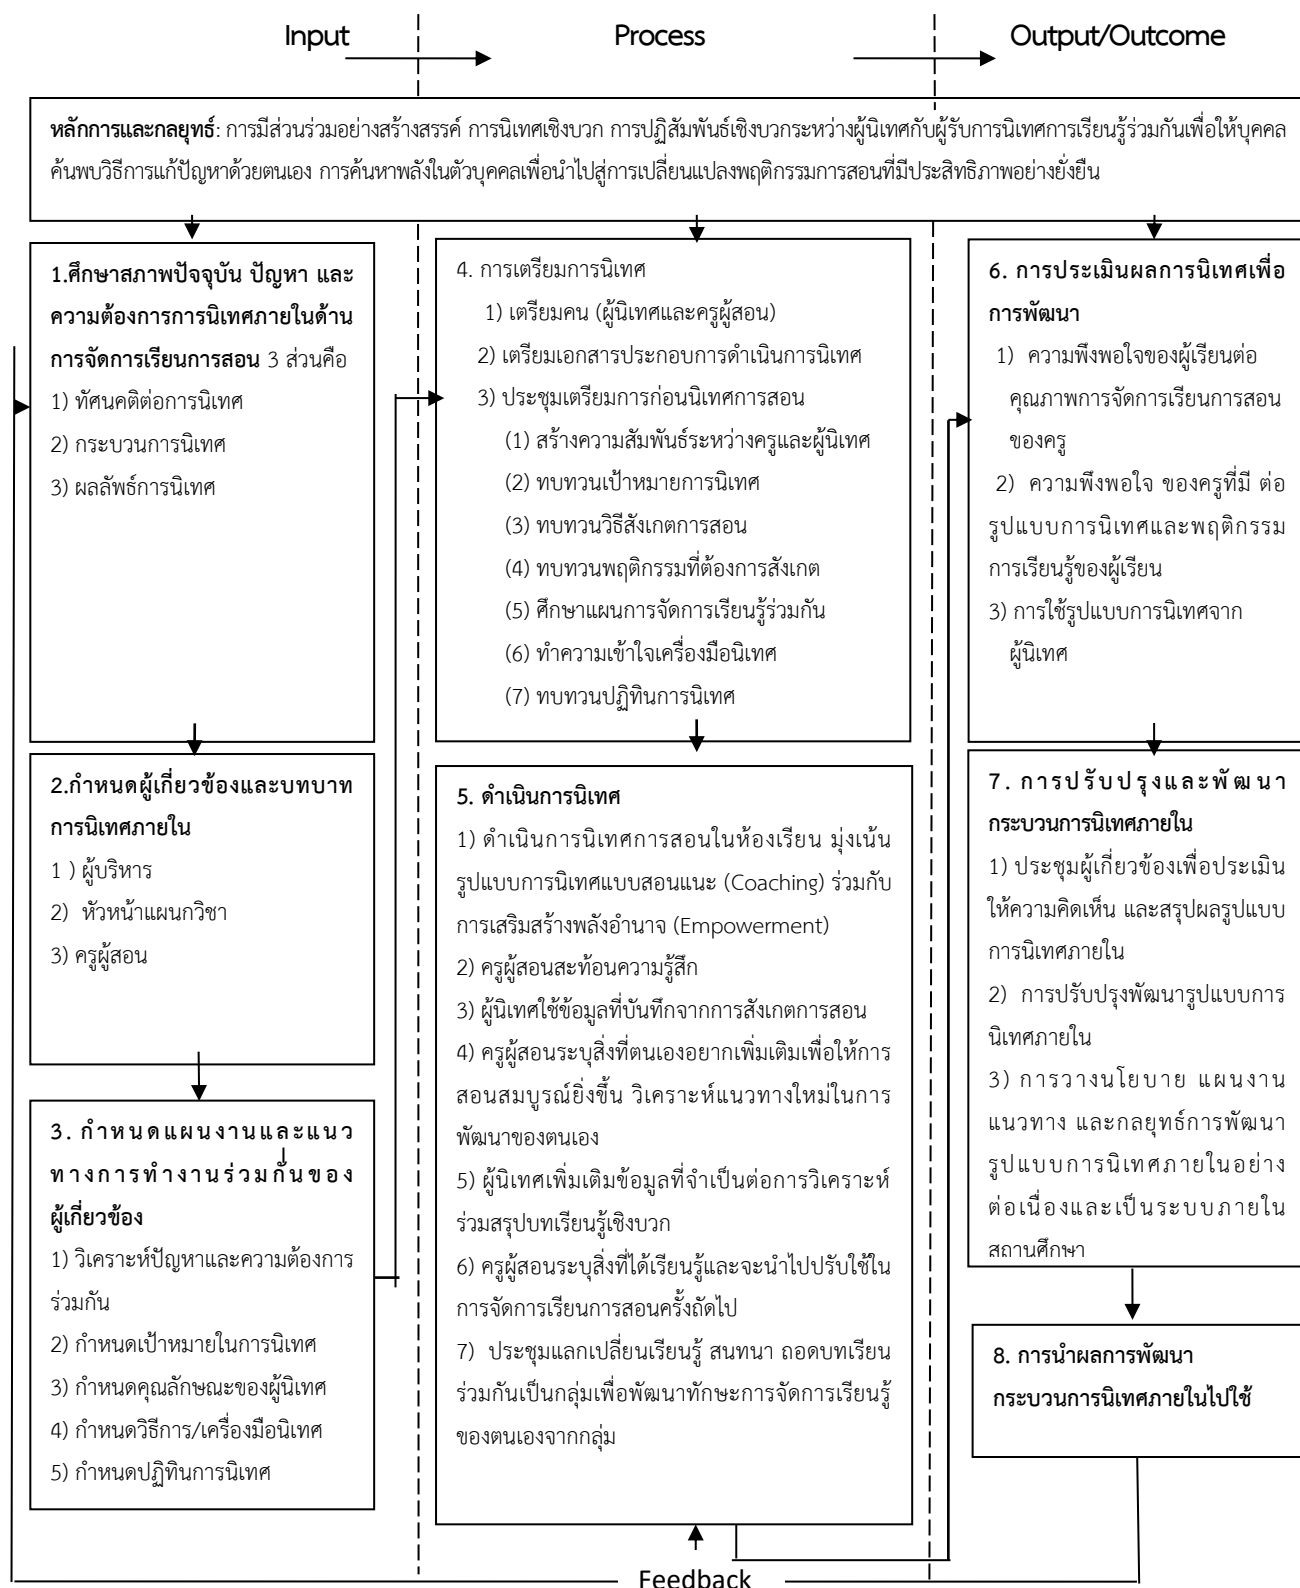 Input
Process
Output/Outcome
หลักการและกลยุทธ์: การมีส่วนร่วมอย่างสร้างสรรค์ การนิเทศเชิงบวก การปฏิสัมพันธ์เชิงบวกระหว่างผู้นิเทศกับผู้รับการนิเทศการเรียนรู้ร่วมกันเพื่อให้บุคคล
ค้นพบวิธีการแก้ปัญหาด้วยตนเอง การค้นหาพลังในตัวบุคคลเพื่อนำไปสู่การเปลี่ยนแปลงพฤติกรรมการสอนที่มีประสิทธิภาพอย่างยั่งยืน
1.ศึกษาสภาพปัจจุบัน ปัญหา และ
ความต้องการการนิเทศภายในด้าน
การจัดการเรียนการสอน 3 ส่วนคือ
1) ทัศนคติต่อการนิเทศ
2) กระบวนการนิเทศ
3) ผลลัพธ์การนิเทศ
2.กำหนดผู้เกี่ยวข้องและบทบาท
การนิเทศภายใน
1 ) ผู้บริหาร
2) หัวหน้าแผนกวิชา
3) ครูผู้สอน
3. กำหนดแผนงานและแนว
ทางการทำงานร่วมกันของ
ผู้เกี่ยวข้อง
1) วิเคราะห์ปัญหาและความต้องการ
ร่วมกัน
2) กำหนดเป้าหมายในการนิเทศ
3) กำหนดคุณลักษณะของผู้นิเทศ
4) กำหนดวิธีการ/เครื่องมือนิเทศ
5) กำหนดปฏิทินการนิเทศ
4. การเตรียมการนิเทศ
1) เตรียมคน (ผู้นิเทศและครูผู้สอน)
2) เตรียมเอกสารประกอบการดำเนินการนิเทศ
3) ประชุมเตรียมการก่อนนิเทศการสอน
(1) สร้างความสัมพันธ์ระหว่างครูและผู้นิเทศ
(2) ทบทวนเป้าหมายการนิเทศ
(3) ทบทวนวิธีสังเกตการสอน
(4) ทบทวนพฤติกรรมที่ต้องการสังเกต
(5) ศึกษาแผนการจัดการเรียนรู้ร่วมกัน
(6) ทำความเข้าใจเครื่องมือนิเทศ
(7) ทบทวนปฏิทินการนิเทศ
5. ดำเนินการนิเทศ
1) ดำเนินการนิเทศการสอนในห้องเรียน มุ่งเน้น
รูปแบบการนิเทศแบบสอนแนะ (Coaching) ร่วมกับ
การเสริมสร้างพลังอำนาจ (Empowerment)
2) ครูผู้สอนสะท้อนความรู้สึก
3) ผู้นิเทศใช้ข้อมูลที่บันทึกจากการสังเกตการสอน
4) ครูผู้สอนระบุสิ่งที่ตนเองอยากเพิ่มเติมเพื่อให้การ
สอนสมบูรณ์ยิ่งขึ้น วิเคราะห์แนวทางใหม่ในการ
พัฒนาของตนเอง
5) ผู้นิเทศเพิ่มเติมข้อมูลที่จำเป็นต่อการวิเคราะห์
ร่วมสรุปบทเรียนรู้เชิงบวก
6) ครูผู้สอนระบุสิ่งที่ได้เรียนรู้และจะนำไปปรับใช้ใน
การจัดการเรียนการสอนครั้งถัดไป
7) ประชุมแลกเปลี่ยนเรียนรู้ สนทนา ถอดบทเรียน
ร่วมกันเป็นกลุ่มเพื่อพัฒนาทักษะการจัดการเรียนรู้
ของตนเองจากกลุ่ม
6. การประเมินผลการนิเทศเพื่อ
การพัฒนา
1) ความพึงพอใจของผู้เรียนต่อ
คุณภาพการจัดการเรียนการสอน
ของครู
2) ความพึงพอใจ ของครูที่มี ต่อ
รูปแบบการนิเทศและพฤติกรรม
การเรียนรู้ของผู้เรียน
3) การใช้รูปแบบการนิเทศจาก
ผู้นิเทศ
7. การปรับปรุงและพัฒนา
กระบวนการนิเทศภายใน
1) ประชุมผู้เกี่ยวข้องเพื่อประเมิน
ให้ความคิดเห็น และสรุปผลรูปแบบ
การนิเทศภายใน
2) การปรับปรุงพัฒนารูปแบบการ
นิเทศภายใน
3) การวางนโยบาย แผนงาน
แนวทาง และกลยุทธ์การพัฒนา
รูปแบบการนิเทศภายในอย่าง
ต่อเนื่องและเป็นระบบภายใน
สถานศึกษา
8. การนำผลการพัฒนา
กระบวนการนิเทศภายในไปใช้
Feedback